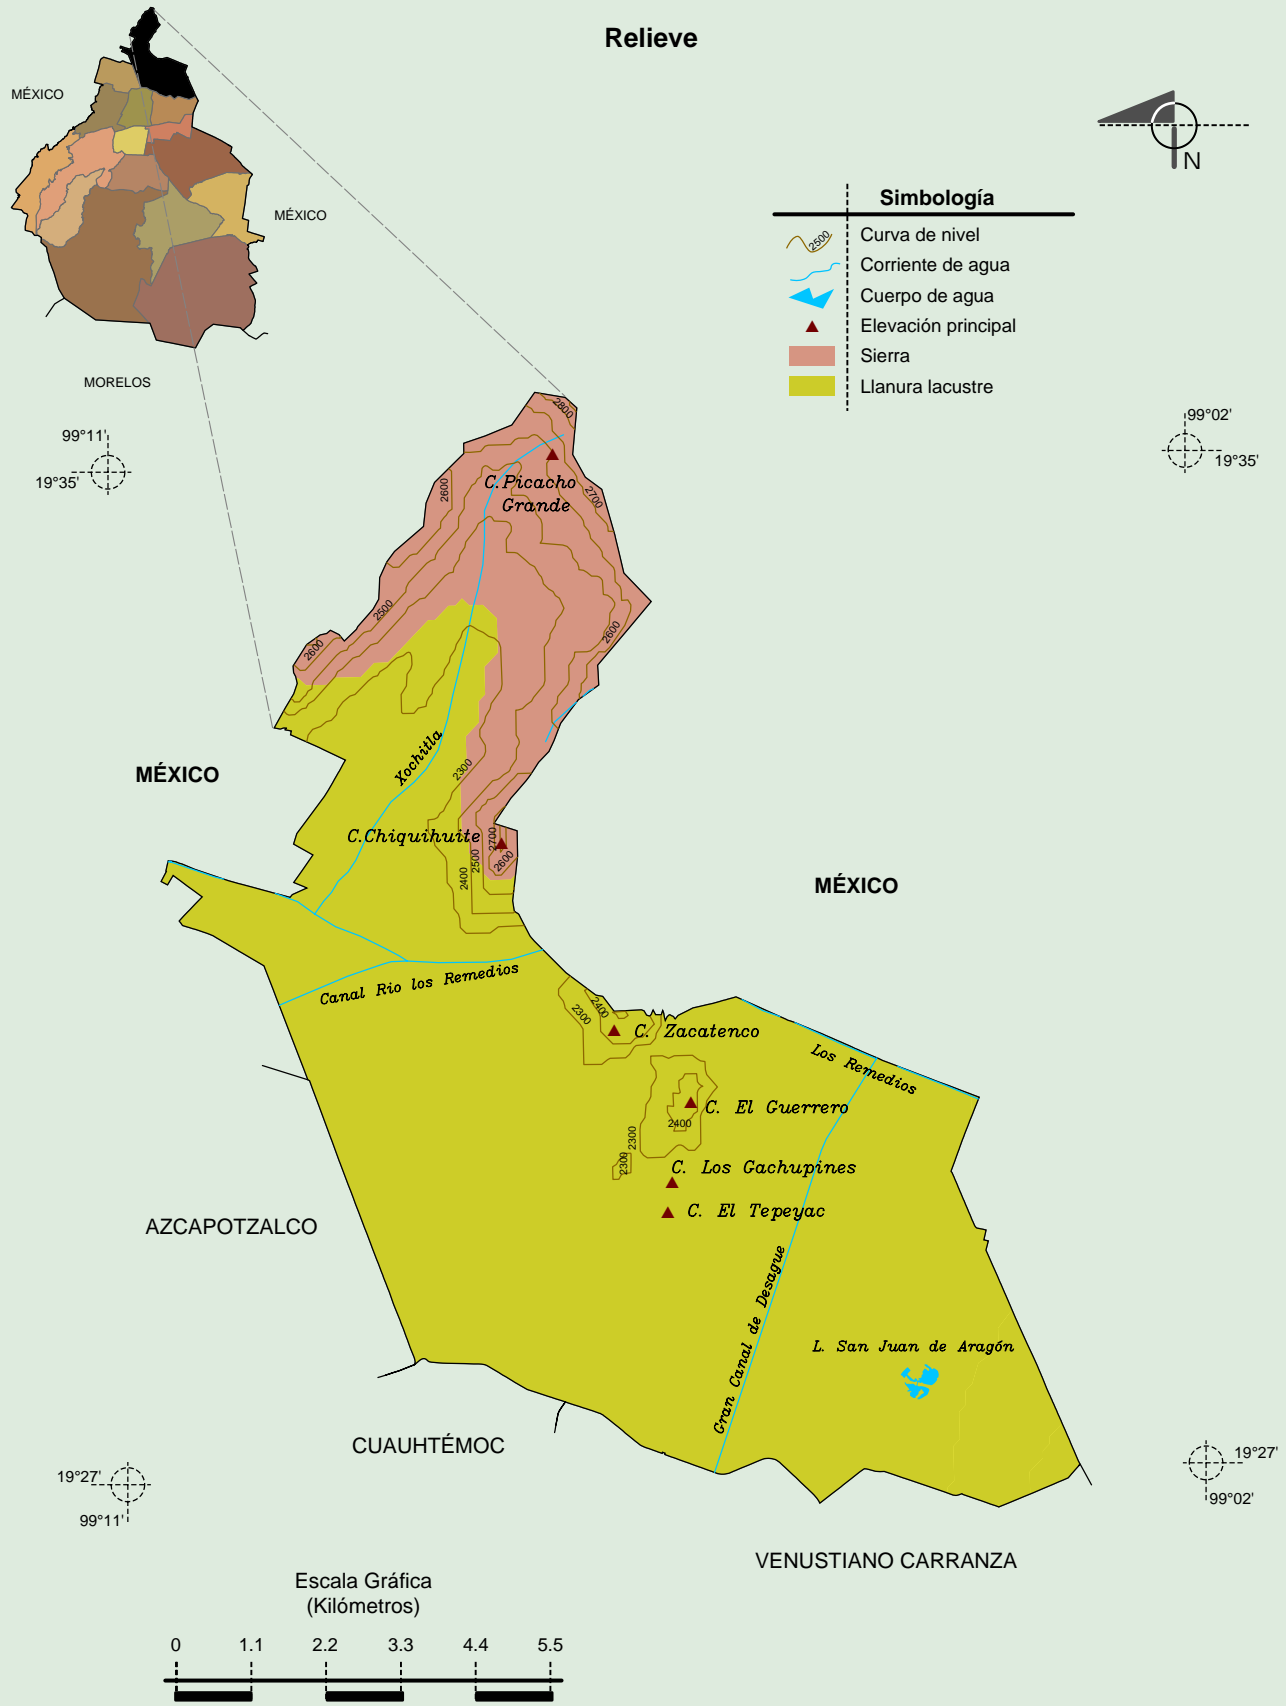 Relieve
MÉXICO
MÉXICO
MORELOS
N
Simbología
2500
Curva de nivel
Corriente de agua
Cuerpo de agua
Elevación principal
Sierra
Llanura lacustre
99°11'
19°35'
99°02'
19°35'
2800
2600
C.Picacho
Grande
2700
2500
2600
2600
Xochitla
2300
MÉXICO
C.Chiquihuite
2700
2600
2500
2400
MÉXICO
Canal Rio los Remedios
2400
2300
C. Zacatenco
Los Remedios
C. El Guerrero
2400
2300
2300
C. Los Gachupines
C. El Tepeyac
AZCAPOTZALCO
Gran Canal de Desague
L. San Juan de Aragón
CUAUHTÉMOC
19°27'
99°11'
19°27'
99°02'
VENUSTIANO CARRANZA
Escala Gráfica
(Kilómetros)
0 1.1 2.2 3.3 4.4 5.5